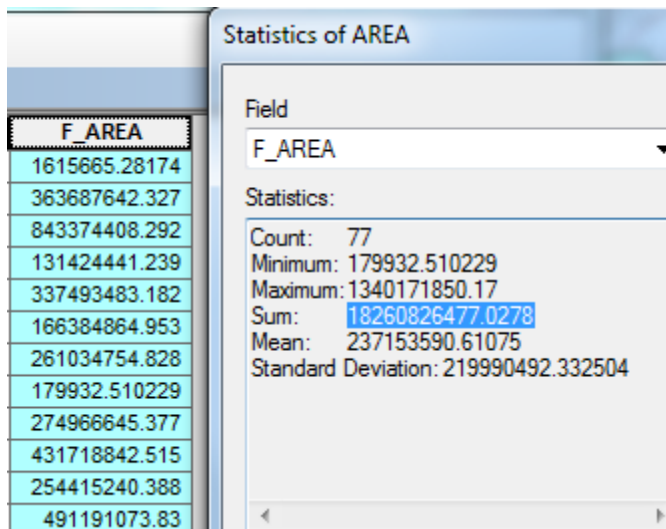 F_AREA
1615665.28174
363687642.327
843374408.292
131424441.239
337493483.182
166384864.953
261034754.828
179932.510229
274966645.377
431718842.515
254415240.388
491191073.83
Statistics of AREA
Field
F_AREA
Statistics:
Count: 77
Minimum: 179932.510229
Maximum: 1340171850.17
Sum: 18260826477.0278
Mean: 237153590.61075
Standard Deviation: 219990492.332504